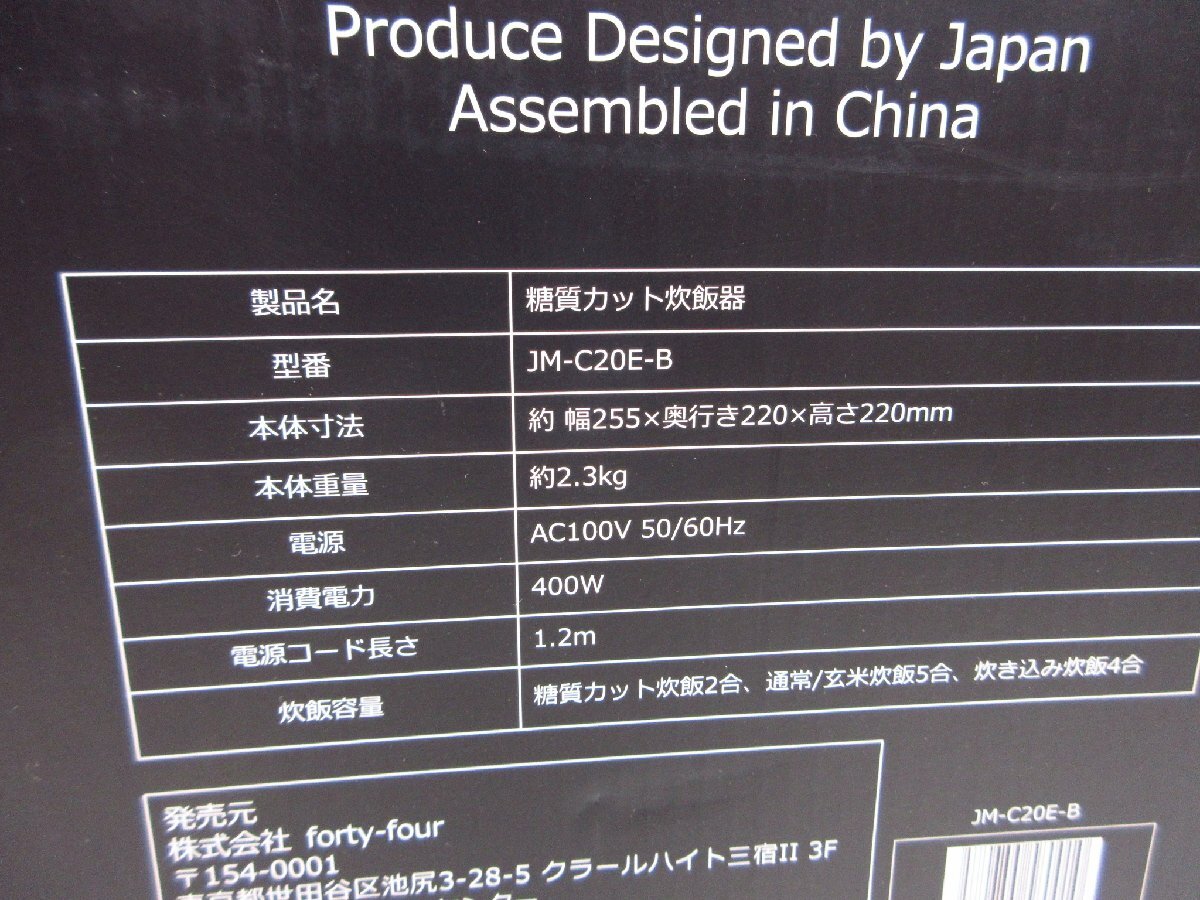 Produce Designed by Japan
Assembled in China
製品名 糖質カット炊飯器
型番 JM-C20E-B
本体寸法 約 幅255×奥行き220×高さ220mm
本体重量 約2.3kg
電源 AC100V 50/60Hz
消費電力 400W
電源コード長さ 1.2m
炊飯容量 糖質カット炊飯2合、通常/玄米炊飯5合、炊き込み炊飯4合
発売元
株式会社 forty-four
〒154-0001
東京都世田谷区池尻3-28-5 クラールハイト三宿II 3F
JM-C20E-B